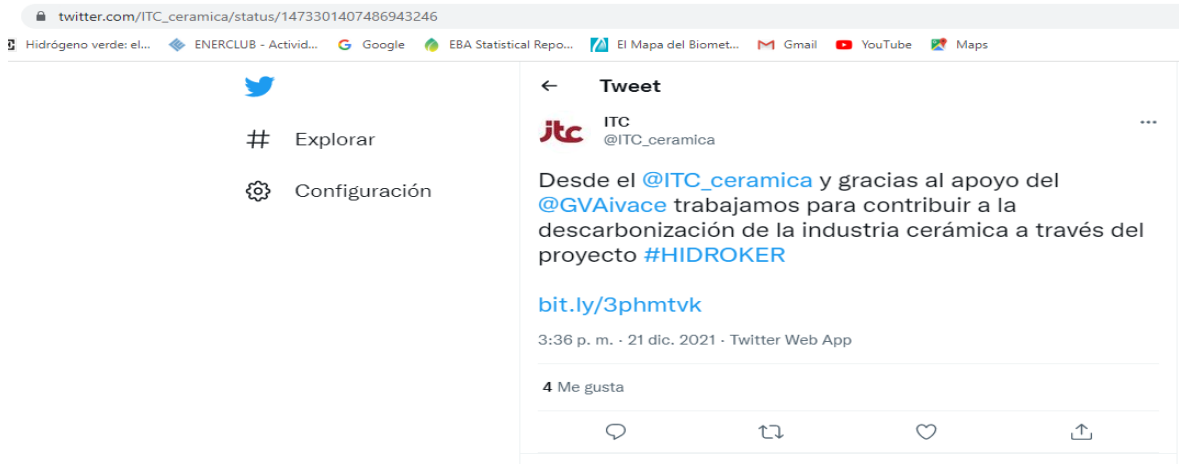 twitter.com/ITC_ceramica/status/1473301407486943246
Hidrógeno verde: el... ENERCLUB - Activid... Google EBA Statistical Repo... El Mapa del Biomet... Gmail YouTube Maps
← Tweet
# Explorar
Configuración
itc
ITC
@ITC_ceramica
Desde el @ITC_ceramica y gracias al apoyo del
@GVAivace trabajamos para contribuir a la
descarbonización de la industria cerámica a través del
proyecto #HIDROKER
bit.ly/3phmtvk
3:36 p. m. · 21 dic. 2021 · Twitter Web App
4 Me gusta